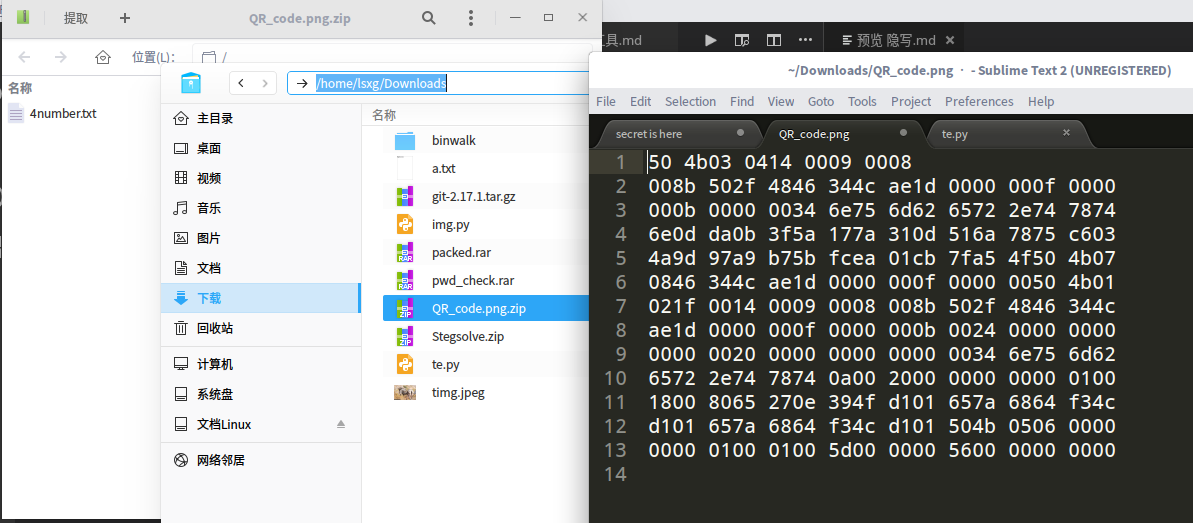 提取
QR_code.png.zip
位置(L):
/
名称
4number.txt
/home/lsxg/Downloads
主目录
桌面
视频
音乐
图片
文档
下载
回收站
计算机
系统盘
文档Linux
网络邻居
名称
binwalk
a.txt
git-2.17.1.tar.gz
img.py
packed.rar
pwd_check.rar
QR_code.png.zip
Stegsolve.zip
te.py
timg.jpeg
具.md
预览 隐写.md
~/Downloads/QR_code.png · - Sublime Text 2 (UNREGISTERED)
File Edit Selection Find View Goto Tools Project Preferences Help
secret is here QR_code.png te.py
1 50 4b03 0414 0009 0008
2 008b 502f 4846 344c ae1d 0000 000f 0000
3 000b 0000 0034 6e75 6d62 6572 2e74 7874
4 6e0d da0b 3f5a 177a 310d 516a 7875 c603
5 4a9d 97a9 b75b fcea 01cb 7fa5 4f50 4b07
6 0846 344c ae1d 0000 000f 0000 0050 4b01
7 021f 0014 0009 0008 008b 502f 4846 344c
8 ae1d 0000 000f 0000 000b 0024 0000 0000
9 0000 0020 0000 0000 0000 0034 6e75 6d62
10 6572 2e74 7874 0a00 2000 0000 0000 0100
11 1800 8065 270e 394f d101 657a 6864 f34c
12 d101 657a 6864 f34c d101 504b 0506 0000
13 0000 0100 0100 5d00 0000 5600 0000 0000
14